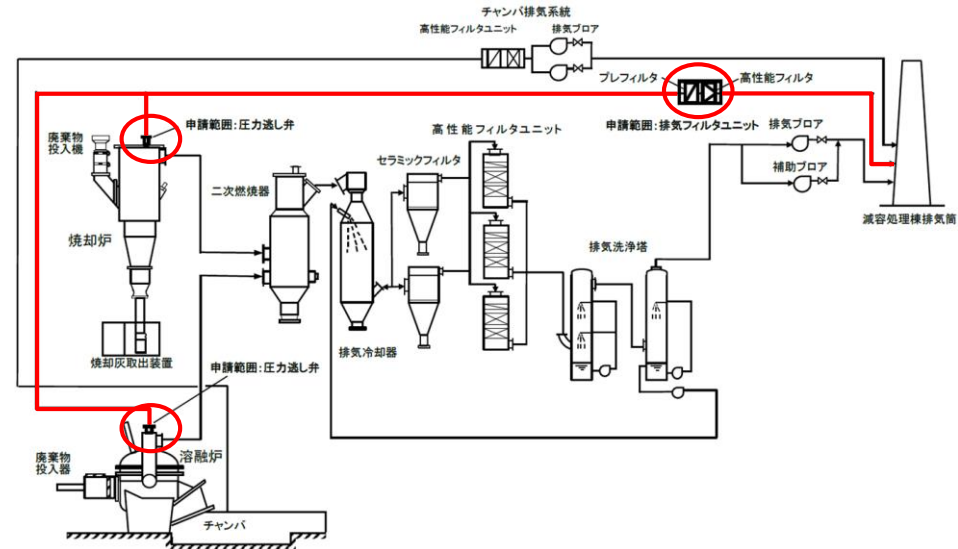 チャンバ排気系統
高性能フィルタユニット
排気ブロア
プレフィルタ
高性能フィルタ
申請範囲:圧力逃し弁
廃棄物
投入機
高性能フィルタユニット
申請範囲:排気フィルタユニット
排気ブロア
セラミックフィルタ
二次燃焼器
補助ブロア
減容処理棟排気筒
焼却炉
排気洗浄塔
排気冷却器
焼却灰取出装置
申請範囲:圧力逃し弁
廃棄物
投入器
溶融炉
チャンバ